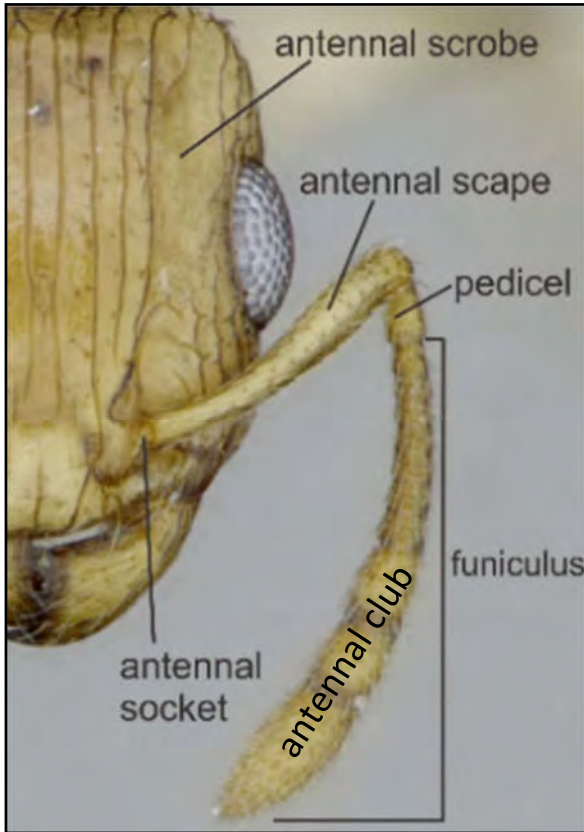 antennal scrobe
antennal scape
pedicel
funiculus
antennal club
antennal
socket